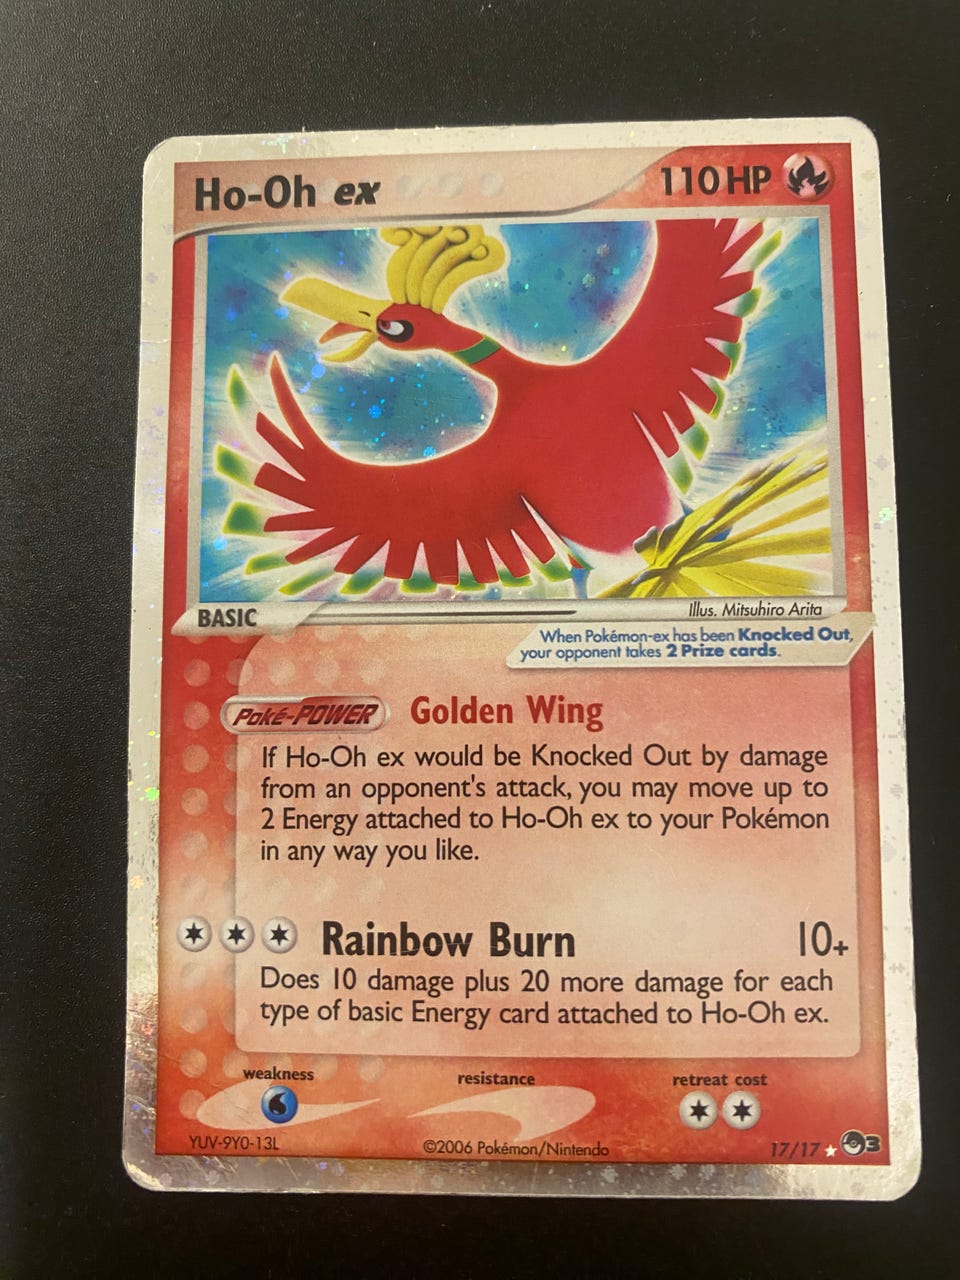 Ho-Oh ex 110 HP
BASIC
Illus. Mitsuhiro Arita
When Pokémon-ex has been Knocked Out,
your opponent takes 2 Prize cards.
Poké-POWER Golden Wing
If Ho-Oh ex would be Knocked Out by damage
from an opponent's attack, you may move up to
2 Energy attached to Ho-Oh ex to your Pokémon
in any way you like.
Rainbow Burn 10+
Does 10 damage plus 20 more damage for each
type of basic Energy card attached to Ho-Oh ex.
weakness resistance retreat cost
YUV-9Y0-13L ©2006 Pokémon/Nintendo 17/17 ★ 3